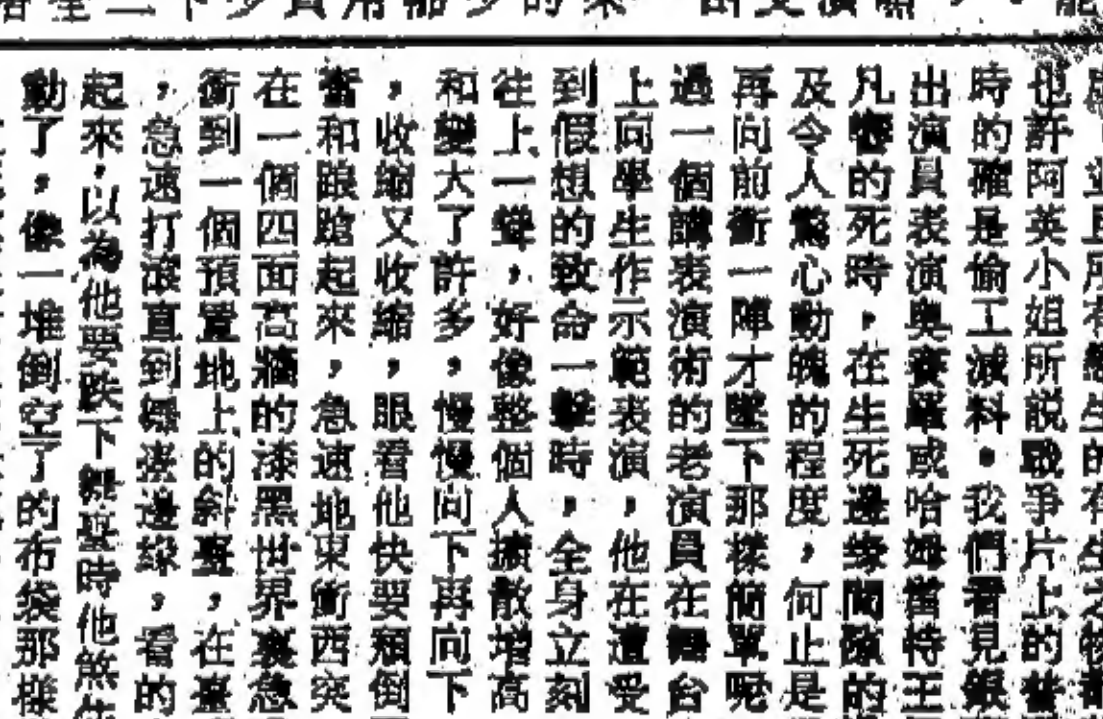 也許阿英小姐所説戰爭片上的
時的確是偷工減料。我們看見銀
出演員表演奧賽羅或哈姆雷特王
凡響的死時，在生死邊緣間隙的
及令人驚心動魄的程度，何止是
再向前衝一陣才墜下那樣簡單呢
過一個講表演術的老演員在舞台
上向學生作示範表演，他在遭受
到假想的致命一擊時，全身立刻
往上一聳，好像整個人擴散增高
和變大了許多，慢慢向下再向下
，收縮又收縮，眼看他快要頹倒
奮和踉蹌起來，急速地東衝西突
在一個四面高牆的漆黑世界裏急
衝到一個預置地上的斜臺，在臺
，急速打滾直到邊緣，看的
起來，以為他要跌下舞臺時他煞
動了，像一堆倒空了的布袋那樣